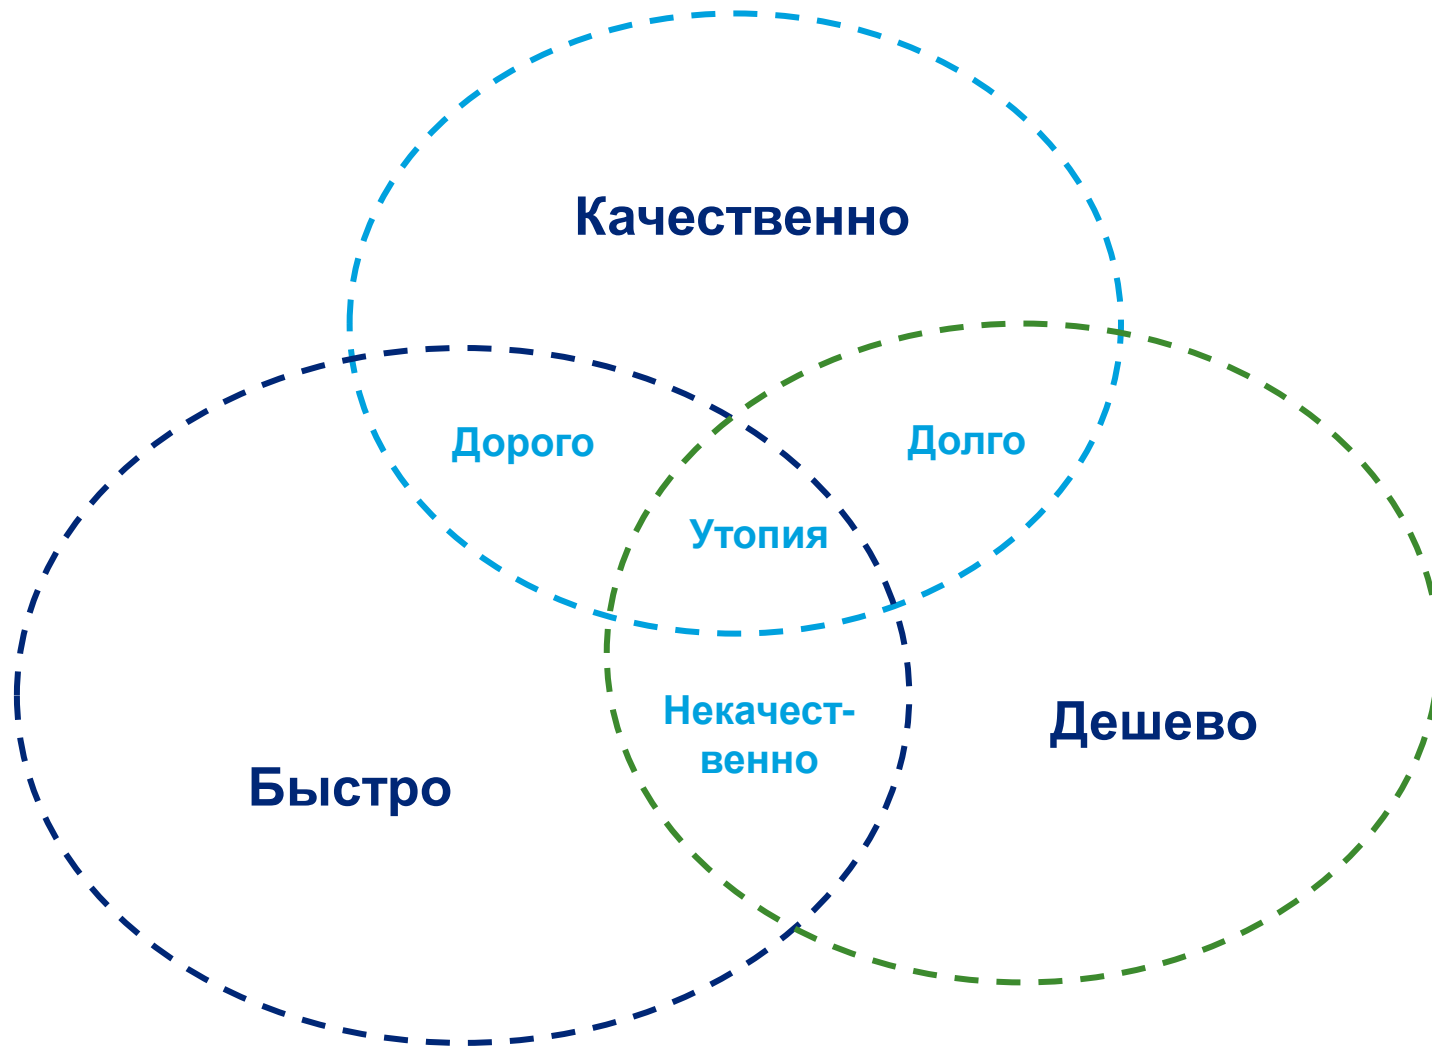 Качественно
Дорого
Долго
Утопия
Некачест-
венно
Дешево
Быстро